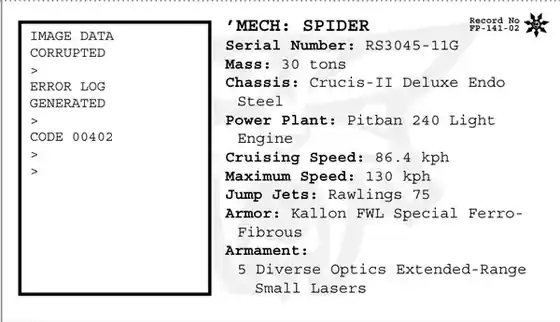 IMAGE DATA
CORRUPTED
>
ERROR LOG
GENERATED
>
CODE 00402
>
>
’MECH: SPIDER
Record No
FP-141-02
Serial Number: RS3045-11G
Mass: 30 tons
Chassis: Crucis-II Deluxe Endo
Steel
Power Plant: Pitban 240 Light
Engine
Cruising Speed: 86.4 kph
Maximum Speed: 130 kph
Jump Jets: Rawlings 75
Armor: Kallon FWL Special Ferro-
Fibrous
Armament:
5 Diverse Optics Extended-Range
Small Lasers